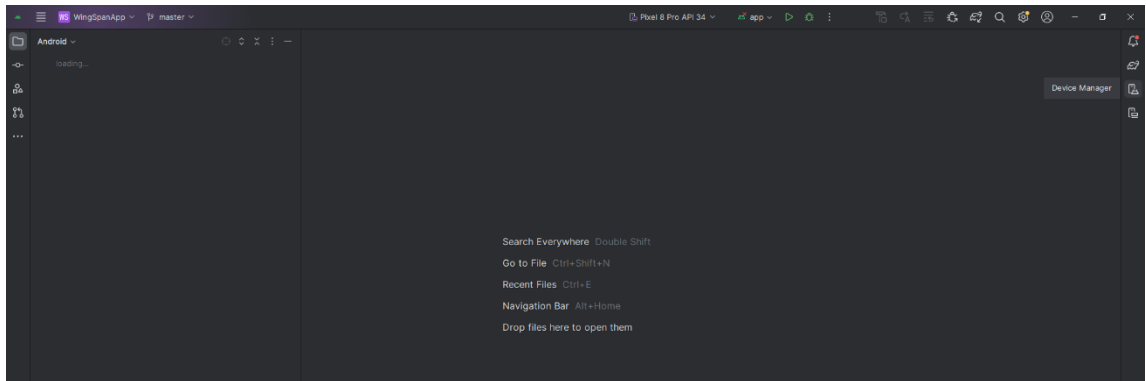 WS WingSpanApp master Pixel 8 Pro API 34 app
Android
loading...
Device Manager
Search Everywhere Double Shift
Go to File Ctrl+Shift+N
Recent Files Ctrl+E
Navigation Bar Alt+Home
Drop files here to open them